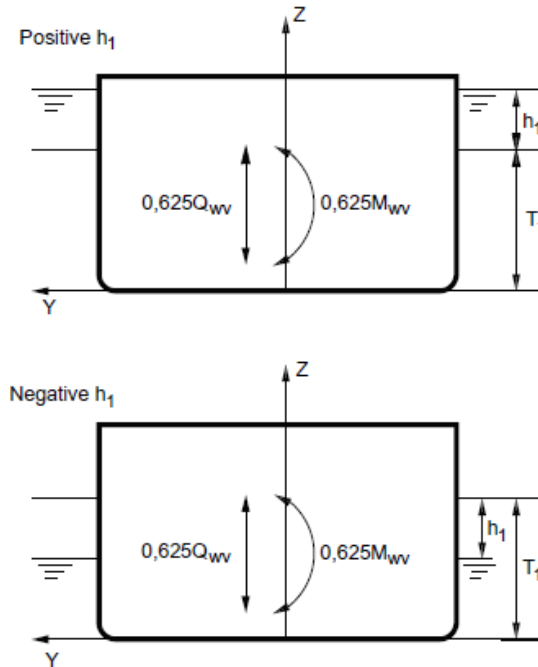 Z
Positive h1
h1
0,625Qwv 0,625Mwv
T
Y
Z
Negative h1
h1
0,625Qwv 0,625Mwv
T1
Y